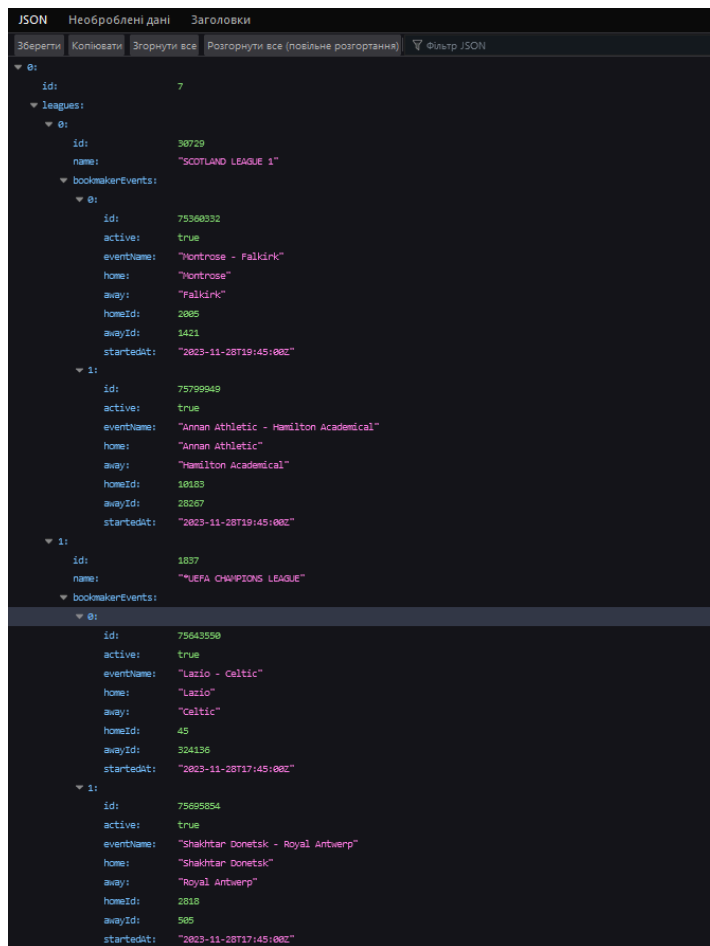 JSON Необроблені дані Заголовки
Зберегти Копіювати Згорнути все Розгорнути все (повільне розгортання) Фільтр JSON
0:
id: 7
leagues:
0:
id: 30729
name: "SCOTLAND LEAGUE 1"
bookmakerEvents:
0:
id: 75360332
active: true
eventName: "Montrose - Falkirk"
home: "Montrose"
away: "Falkirk"
homeId: 2005
awayId: 1421
startedAt: "2023-11-28T19:45:00Z"
1:
id: 75799949
active: true
eventName: "Annan Athletic - Hamilton Academical"
home: "Annan Athletic"
away: "Hamilton Academical"
homeId: 10183
awayId: 28267
startedAt: "2023-11-28T19:45:00Z"
1:
id: 1837
name: "*UEFA CHAMPIONS LEAGUE"
bookmakerEvents:
0:
id: 75643550
active: true
eventName: "Lazio - Celtic"
home: "Lazio"
away: "Celtic"
homeId: 45
awayId: 324136
startedAt: "2023-11-28T17:45:00Z"
1:
id: 75695854
active: true
eventName: "Shakhtar Donetsk - Royal Antwerp"
home: "Shakhtar Donetsk"
away: "Royal Antwerp"
homeId: 2818
awayId: 505
startedAt: "2023-11-28T17:45:00Z"